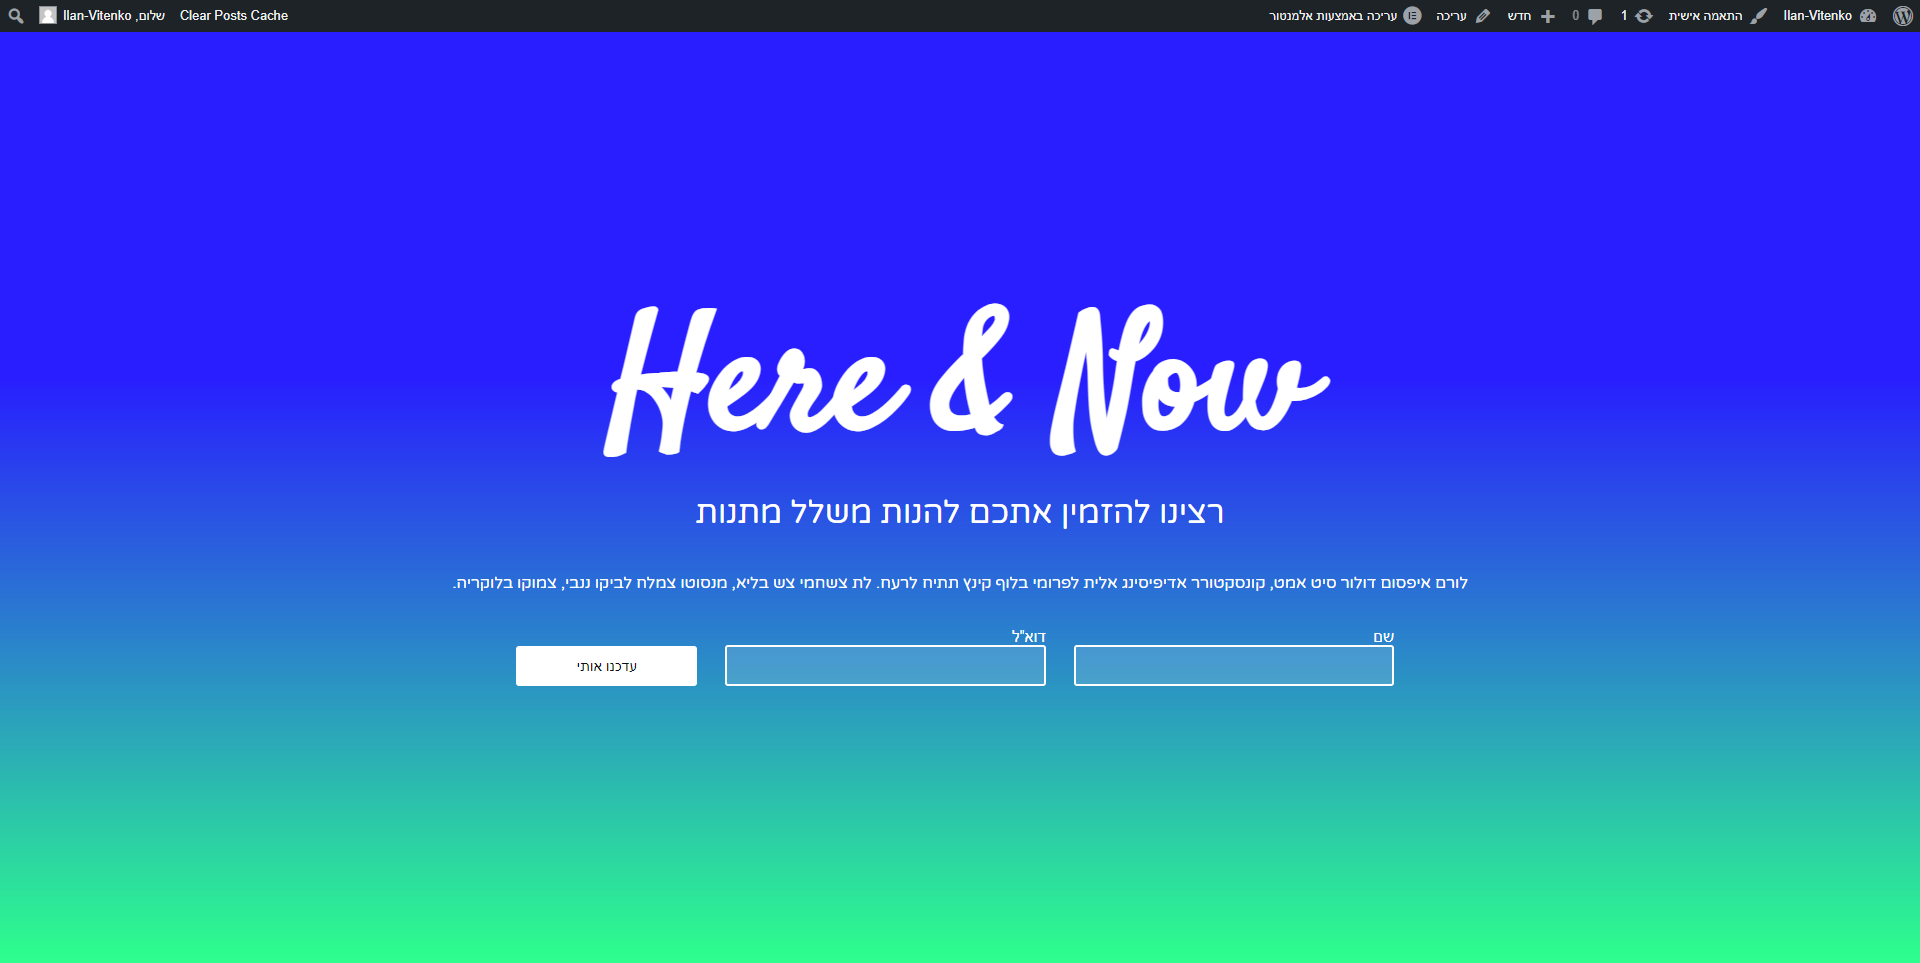 Ilan-Vitenko התאמה אישית 1 0 חדש עריכה עריכה באמצעות אלמנטור Clear Posts Cache שלום, Ilan-Vitenko
Here & Now
רצינו להזמין אתכם להנות משלל מתנות
לורם איפסום דולור סיט אמט, קונסקטורר אדיפיסינג אלית לפרומי בלוף קינץ תתיח לרעח. לת צשחמי צש בליא, מנסוטו צמלח לביקו ננבי, צמוקו בלוקריה.
שם
דוא"ל
עדכנו אותי